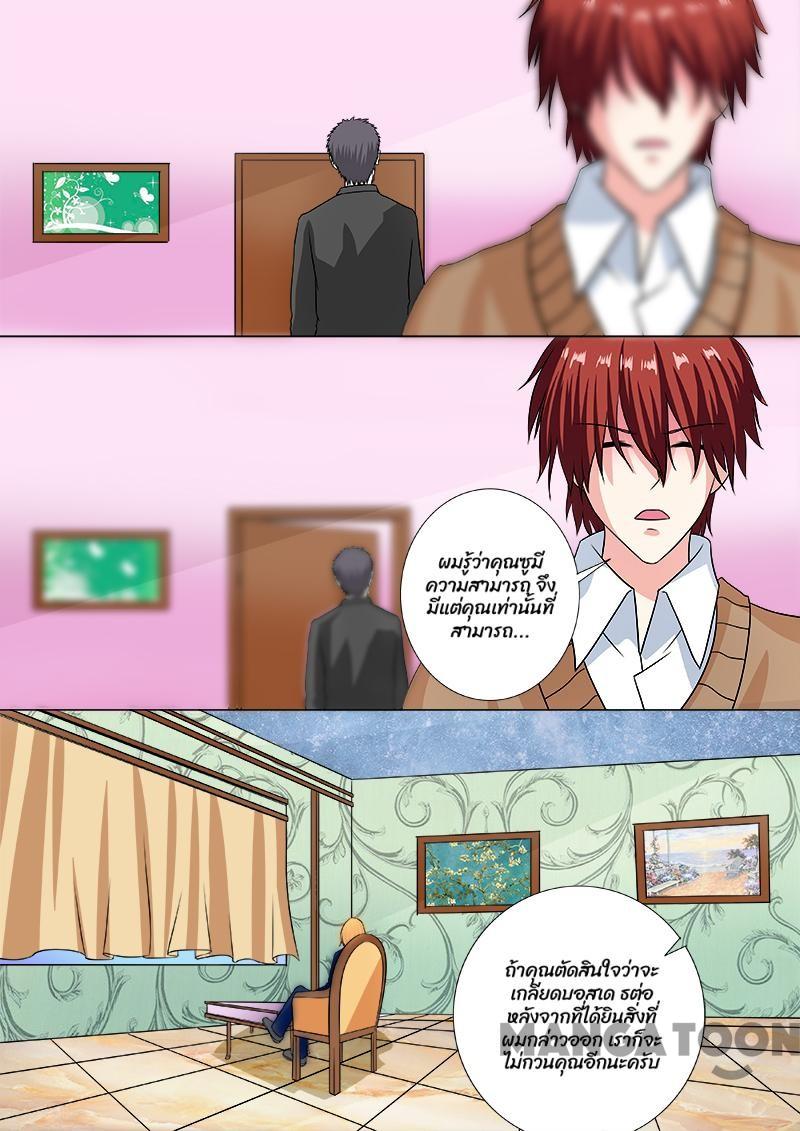 ผมรู้ว่าคุณซูมี
ความสามารถ จึง
มีแต่คุณเท่านั้นที่
สามารถ...
ถ้าคุณตัดสินใจว่าจะ
เกลียดบอสเด ธต่อ
หลังจากที่ได้ยินสิ่งที่
ผมกล่าวออก เราก็จะ
ไม่กวนคุณอีกนะครับ
MANGATOON